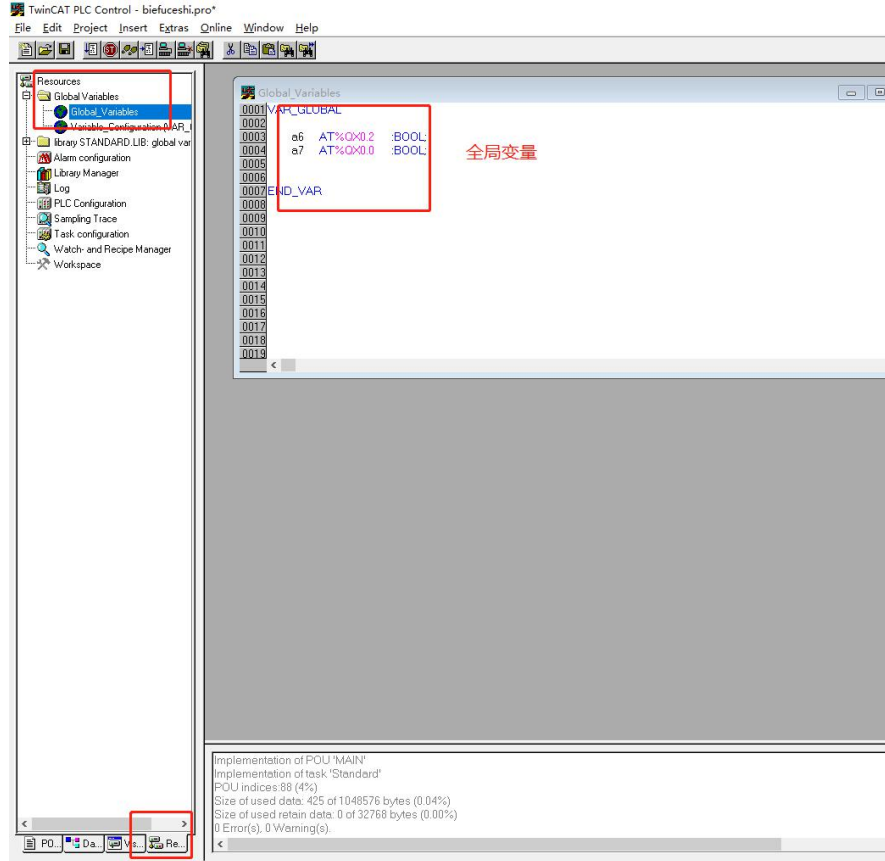 TwinCAT PLC Control - biefuceshi.pro*
File Edit Project Insert Extras Online Window Help
Resources
Global Variables
Global_Variables
Variable_Configuration (VAR_
library STANDARD.LIB: global var
Alarm configuration
Library Manager
Log
PLC Configuration
Sampling Trace
Task configuration
Watch- and Recipe Manager
Workspace
Global_Variables
0001 VAR_GLOBAL
0002
0003 a6 AT%QX0.2 :BOOL;
0004 a7 AT%QX0.0 :BOOL;
全局变量
0005
0006
0007 END_VAR
0008
0009
0010
0011
0012
0013
0014
0015
0016
0017
0018
0019
Implementation of POU 'MAIN'
Implementation of task 'Standard'
POU indices:88 (4%)
Size of used data: 425 of 1048576 bytes (0.04%)
Size of used retain data: 0 of 32768 bytes (0.00%)
0 Error(s), 0 Warning(s).
PO... Da... Vis... Re...